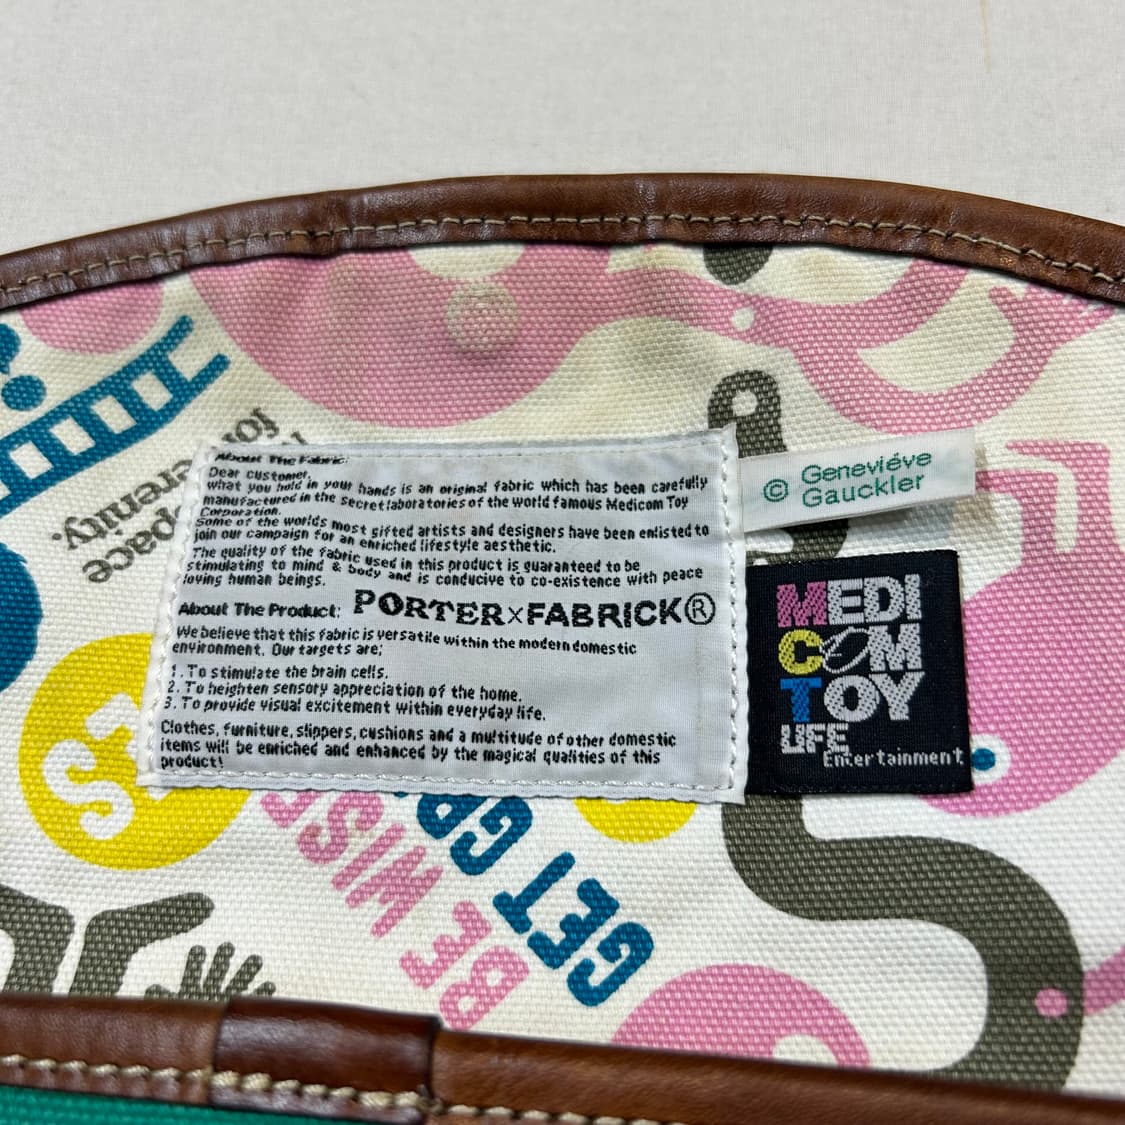 for
serenity.
space
About The Fabric:
Dear customer,
what you hold in your hands is an original fabric which has been carefully
manufactured in the secret laboratories of the world famous Medicom Toy
Corporation.
Some of the worlds most gifted artists and designers have been enlisted to
join our campaign for an enriched lifestyle aesthetic.
The quality of the fabric used in this product is guaranteed to be
stimulating to mind & body and is conducive to co-existence with peace
loving human beings.
About The Product: PORTER×FABRICK®
We believe that this fabric is versatile within the modern domestic
environment. Our targets are;
1. To stimulate the brain cells.
2. To heighten sensory appreciation of the home.
3. To provide visual excitement within everyday life.
Clothes, furniture, slippers, cushions and a multitude of other domestic
items will be enriched and enhanced by the magical qualities of this
product!
© Geneviéve
Gauckler
MEDI
COM
TOY
LIFE
Entertainment
BE WISE
GET